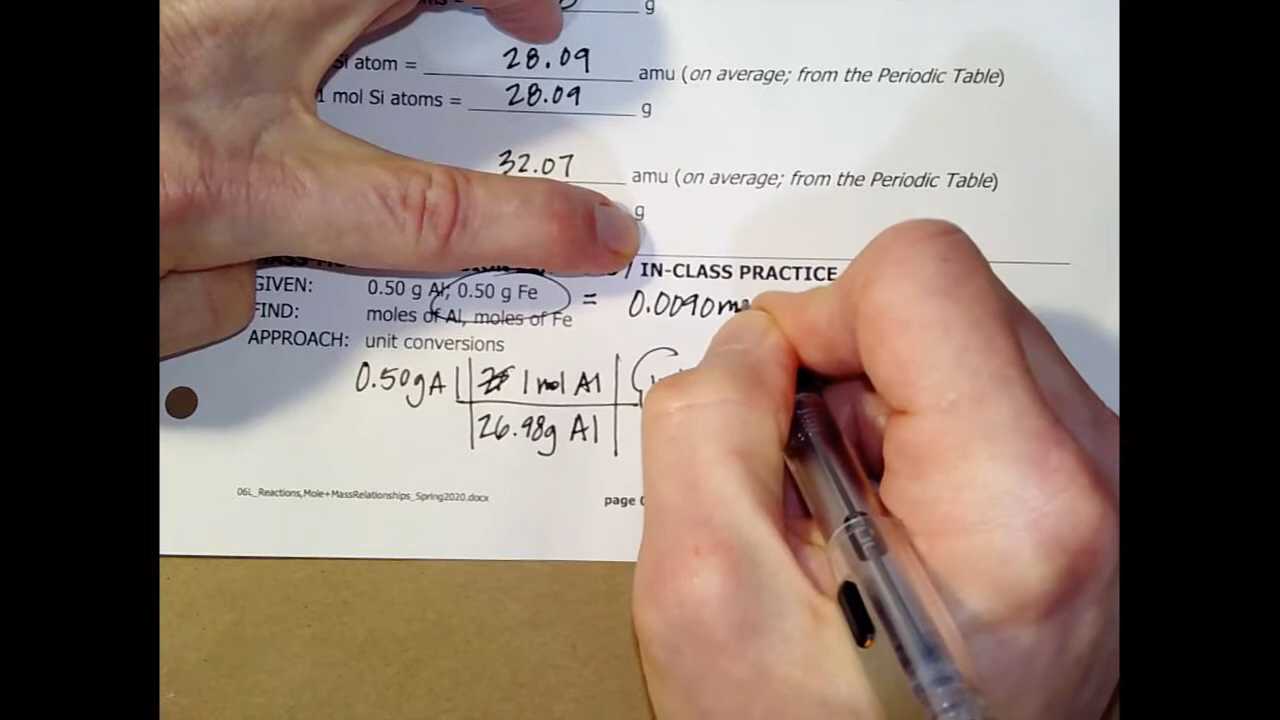 g
Si atom = 28.09 amu (on average; from the Periodic Table)
1 mol Si atoms = 28.09 g
32.07 amu (on average; from the Periodic Table)
g
/ IN-CLASS PRACTICE
GIVEN: 0.50 g Al, 0.50 g Fe = 0.0090 m
FIND: moles of Al, moles of Fe
APPROACH: unit conversions
0.50g Al 1 mol Al
26.98g Al
06L_Reactions,Mole+MassRelationships_Spring2020.docx page